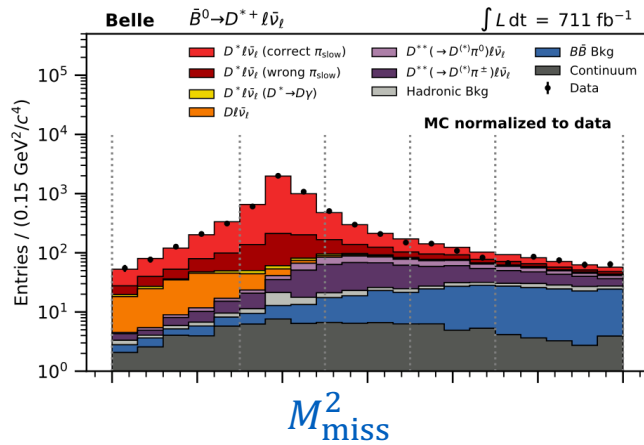 Belle B̄⁰→D*⁺ℓν̄ℓ ∫ L dt = 711 fb⁻¹
D*ℓν̄ℓ (correct πslow)
D*ℓν̄ℓ (wrong πslow)
D*ℓν̄ℓ (D*→Dγ)
Dℓν̄ℓ
D**(→D⁽*⁾π⁰)ℓν̄ℓ
D**(→D⁽*⁾π±)ℓν̄ℓ
Hadronic Bkg
BB̄ Bkg
Continuum
Data
MC normalized to data
Entries / (0.15 GeV²/c⁴)
10⁵
10⁴
10³
10²
10¹
10⁰
M²miss